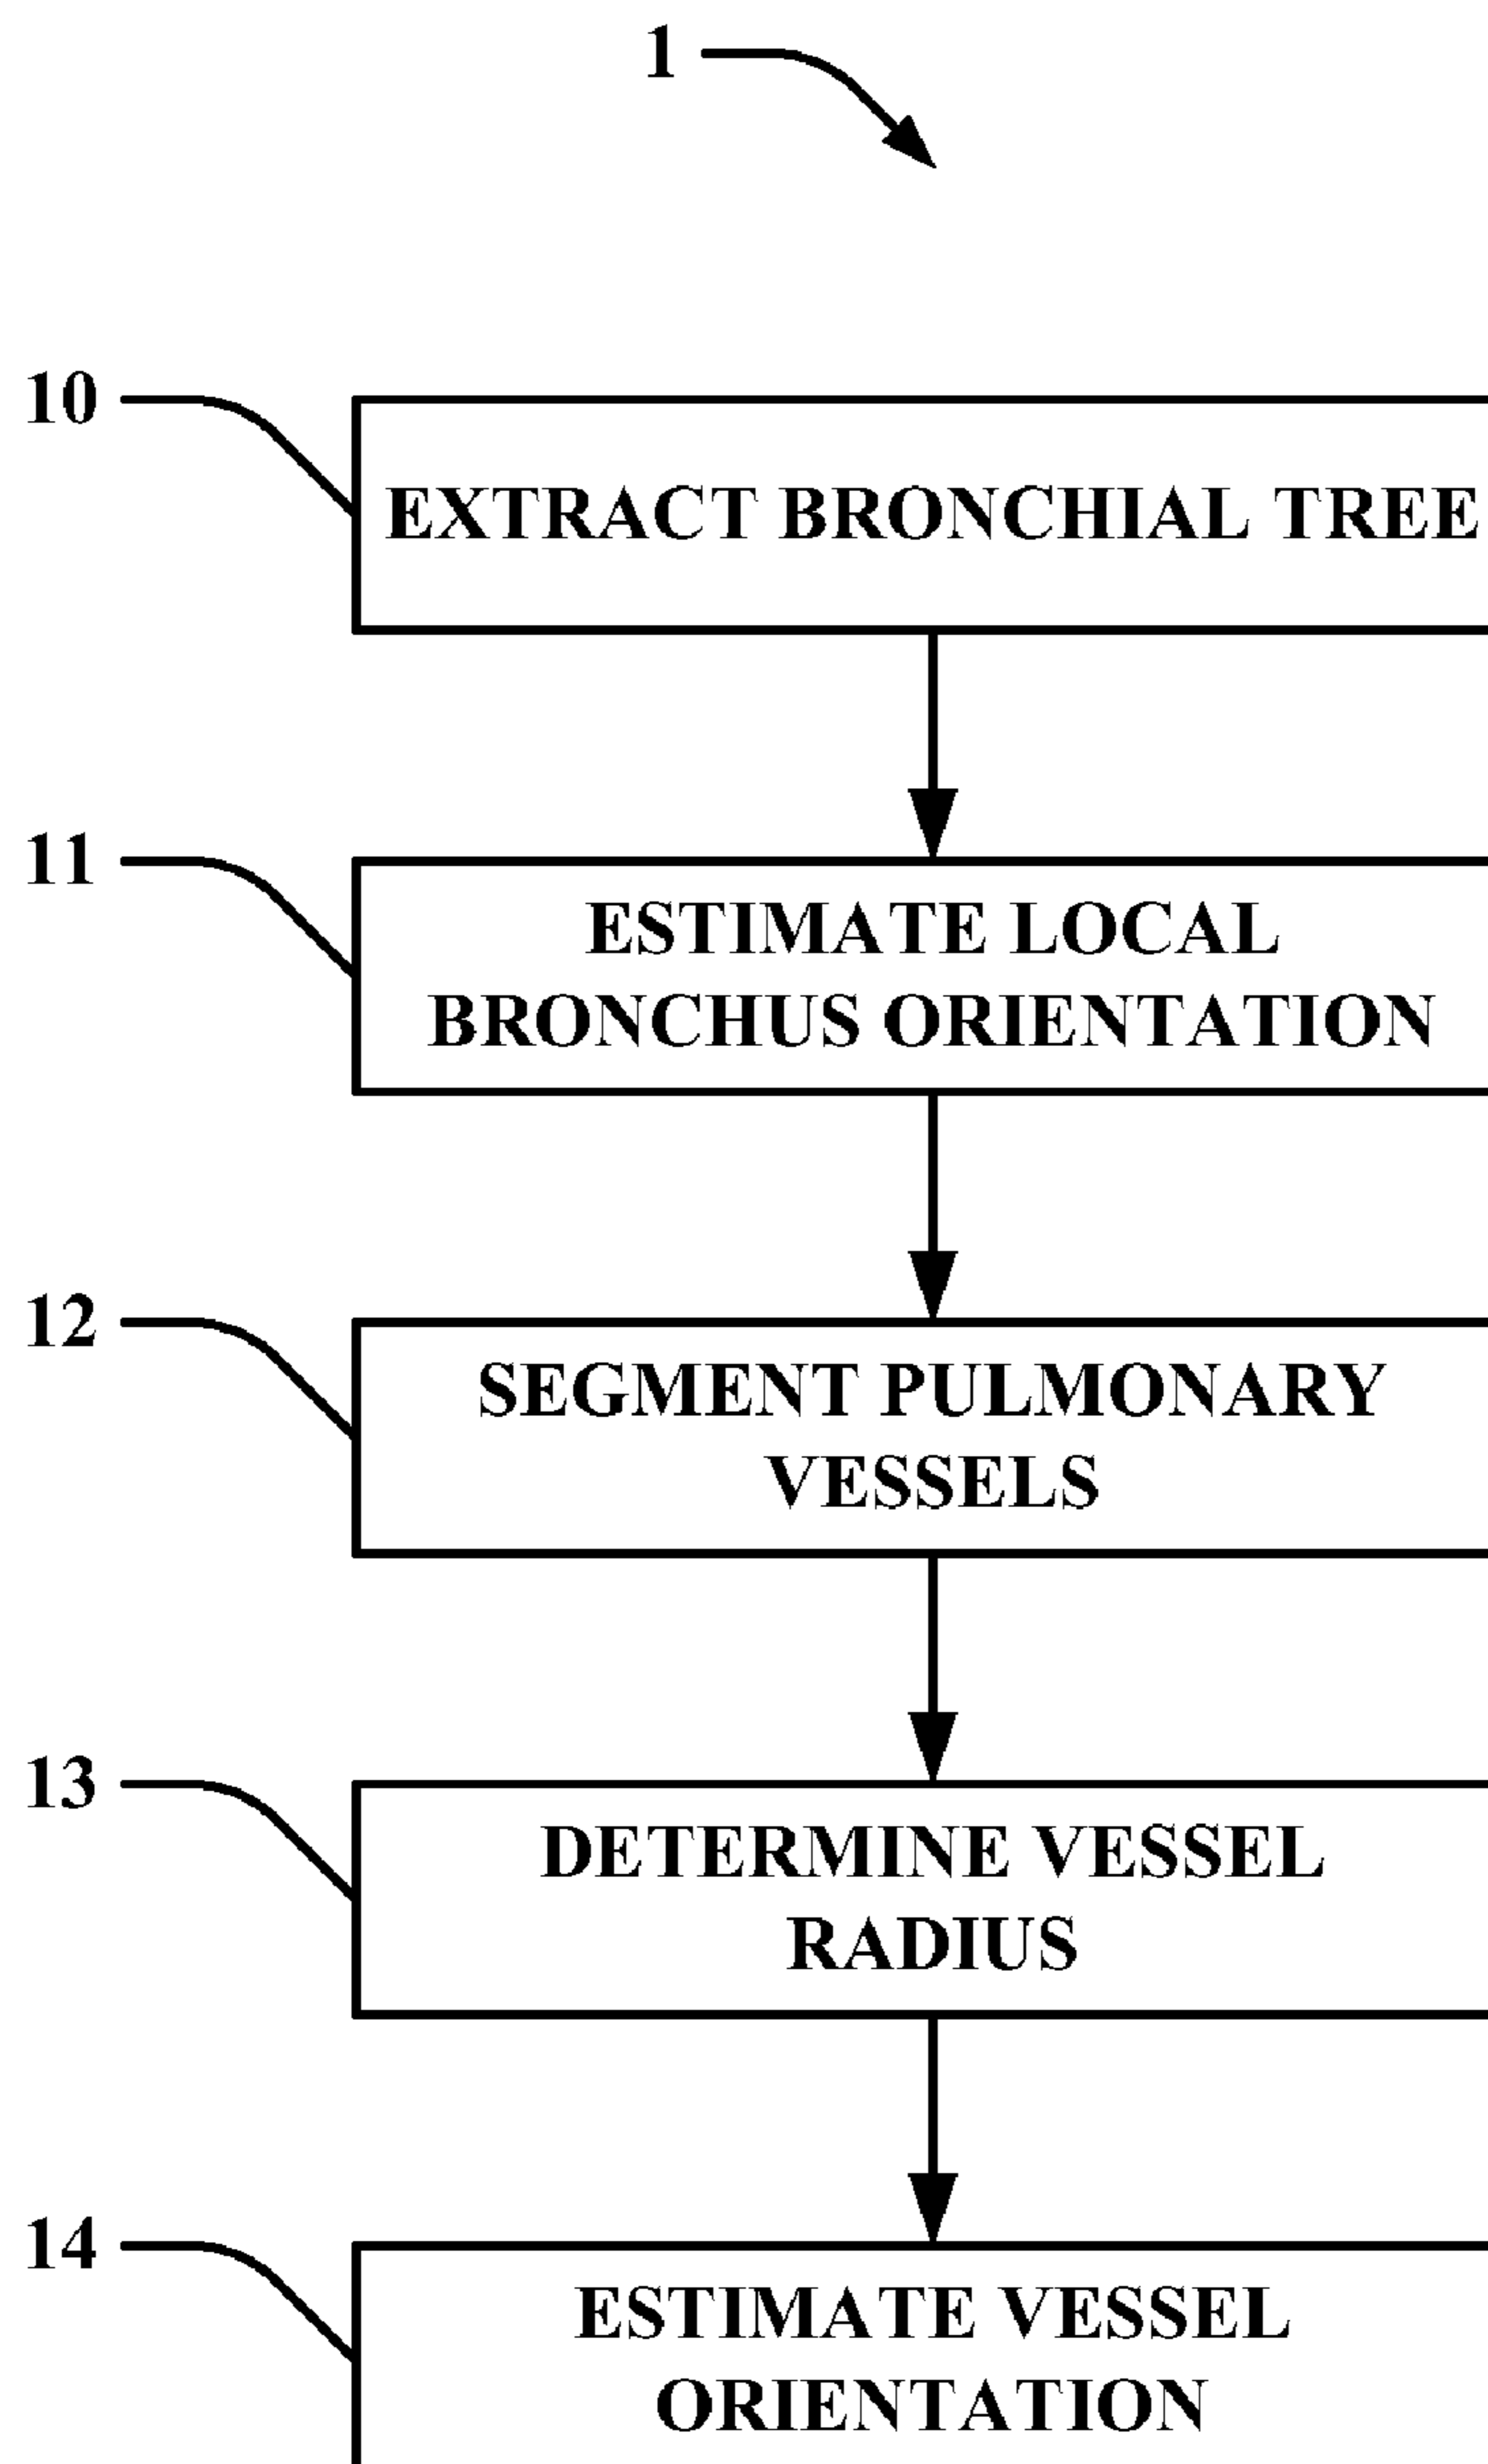 1
10
EXTRACT BRONCHIAL TREE
11
ESTIMATE LOCAL
BRONCHUS ORIENTATION
12
SEGMENT PULMONARY
VESSELS
13
DETERMINE VESSEL
RADIUS
14
ESTIMATE VESSEL
ORIENTATION